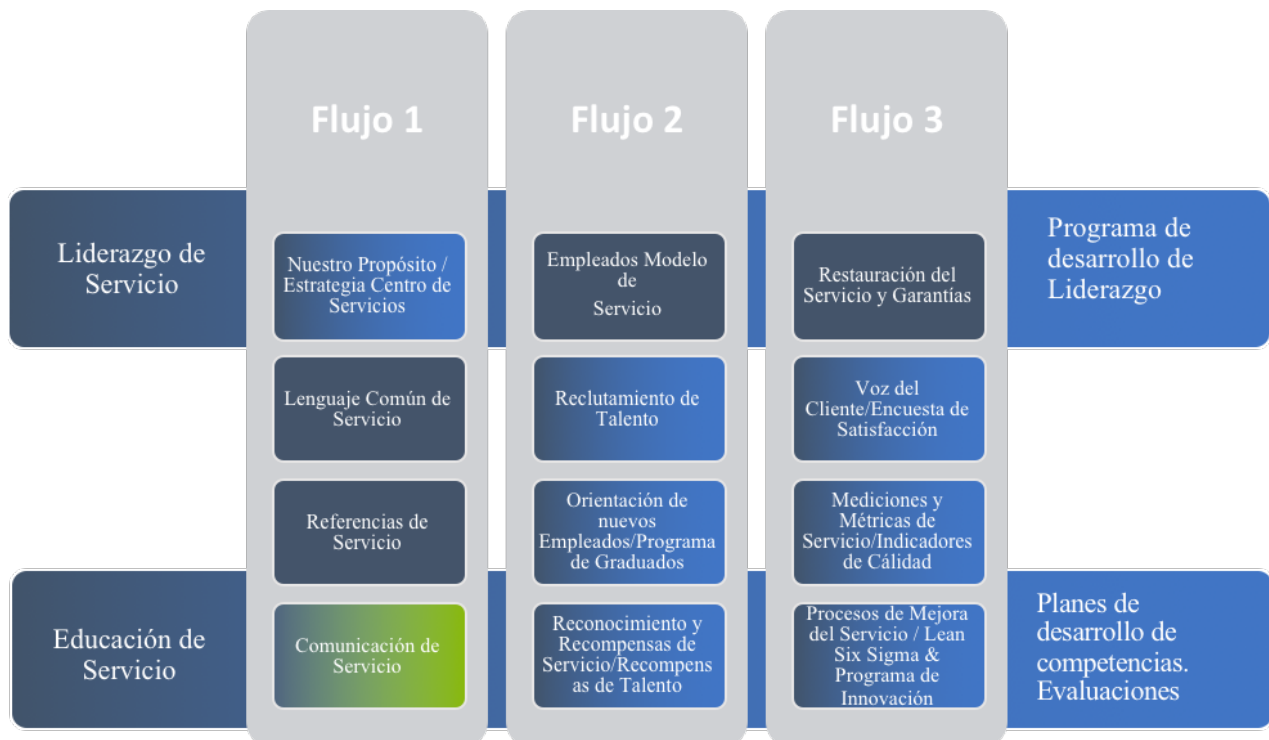 Flujo 1
Flujo 2
Flujo 3
Liderazgo de
Servicio
Nuestro Propósito /
Estrategia Centro de
Servicios
Empleados Modelo
de
Servicio
Restauración del
Servicio y Garantías
Programa de
desarrollo de
Liderazgo
Lenguaje Común de
Servicio
Reclutamiento de
Talento
Voz del
Cliente/Encuesta de
Satisfacción
Referencias de
Servicio
Orientación de
nuevos
Empleados/Programa
de Graduados
Mediciones y
Métricas de
Servicio/Indicadores
de Cálidad
Educación de
Servicio
Comunicación de
Servicio
Reconocimiento y
Recompensas de
Servicio/Recompens
as de Talento
Procesos de Mejora
del Servicio / Lean
Six Sigma &
Programa de
Innovación
Planes de
desarrollo de
competencias.
Evaluaciones